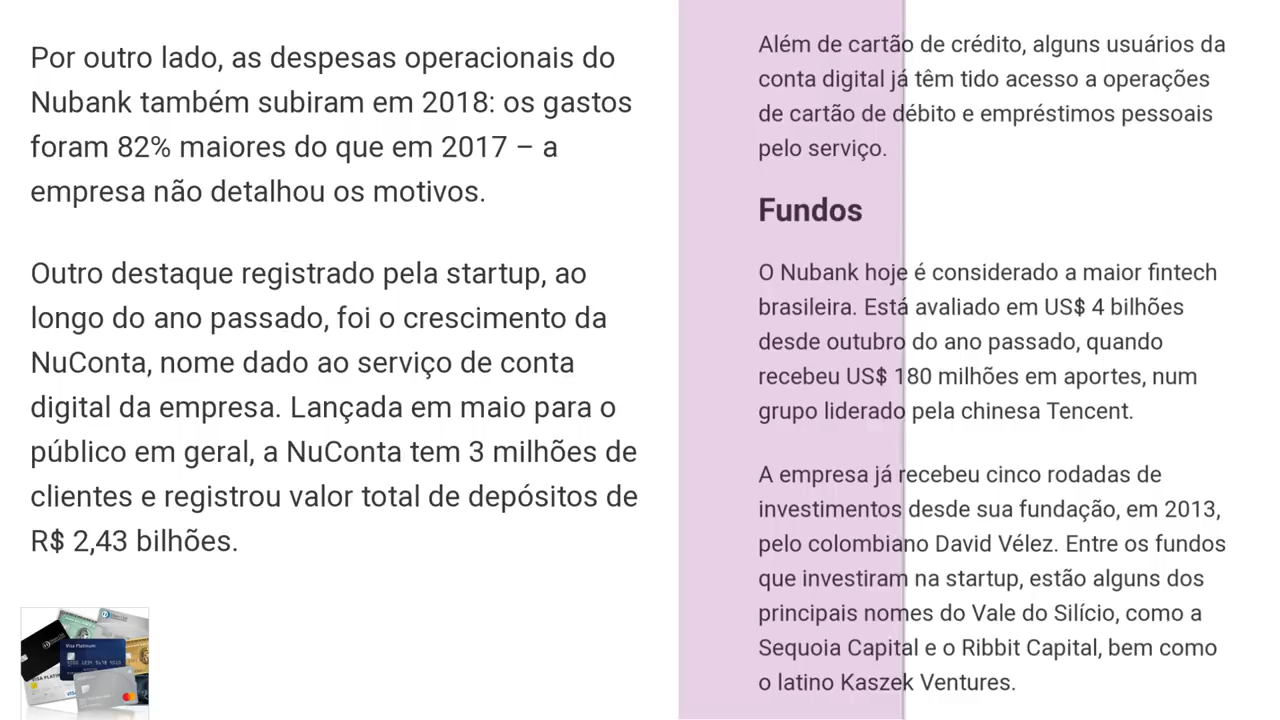 Por outro lado, as despesas operacionais do
Nubank também subiram em 2018: os gastos
foram 82% maiores do que em 2017 – a
empresa não detalhou os motivos.
Outro destaque registrado pela startup, ao
longo do ano passado, foi o crescimento da
NuConta, nome dado ao serviço de conta
digital da empresa. Lançada em maio para o
público em geral, a NuConta tem 3 milhões de
clientes e registrou valor total de depósitos de
R$ 2,43 bilhões.
Visa Platinum
VISA PLATI
Além de cartão de crédito, alguns usuários da
conta digital já têm tido acesso a operações
de cartão de débito e empréstimos pessoais
pelo serviço.
Fundos
O Nubank hoje é considerado a maior fintech
brasileira. Está avaliado em US$ 4 bilhões
desde outubro do ano passado, quando
recebeu US$ 180 milhões em aportes, num
grupo liderado pela chinesa Tencent.
A empresa já recebeu cinco rodadas de
investimentos desde sua fundação, em 2013,
pelo colombiano David Vélez. Entre os fundos
que investiram na startup, estão alguns dos
principais nomes do Vale do Silício, como a
Sequoia Capital e o Ribbit Capital, bem como
o latino Kaszek Ventures.